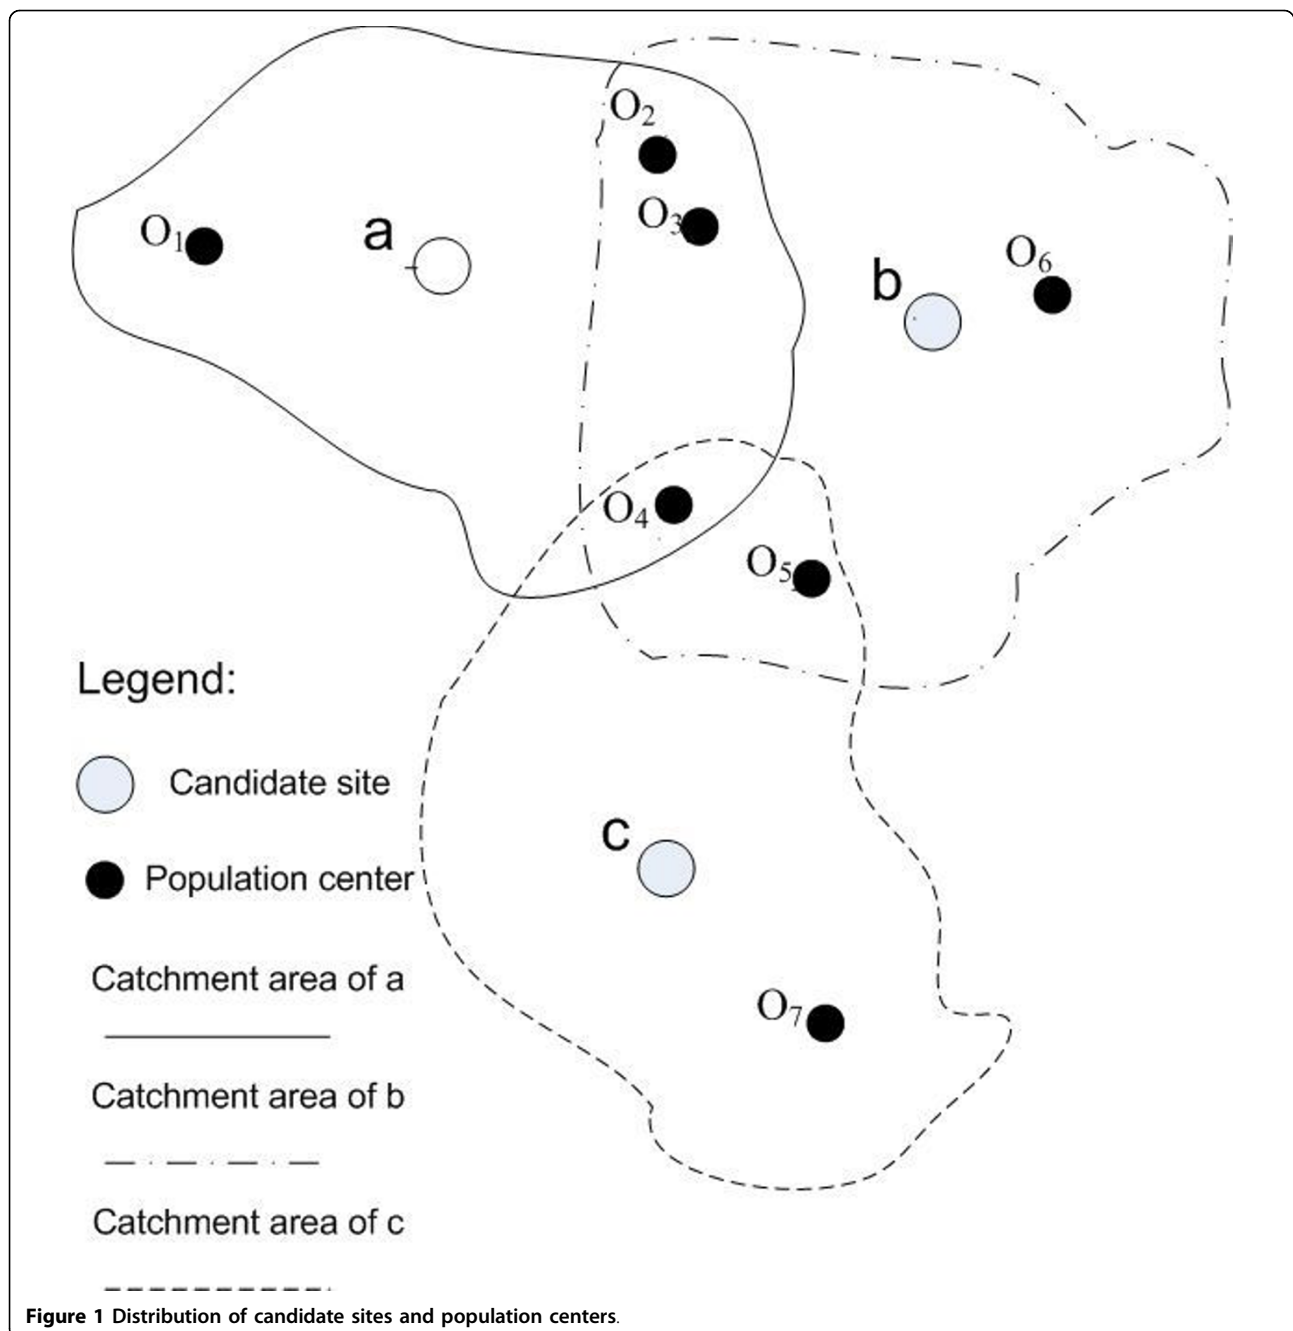 O2
O3
O1
a
O6
b
O4
O5
Legend:
Candidate site
c
Population center
Catchment area of a
O7
Catchment area of b
Catchment area of c
Figure 1 Distribution of candidate sites and population centers.